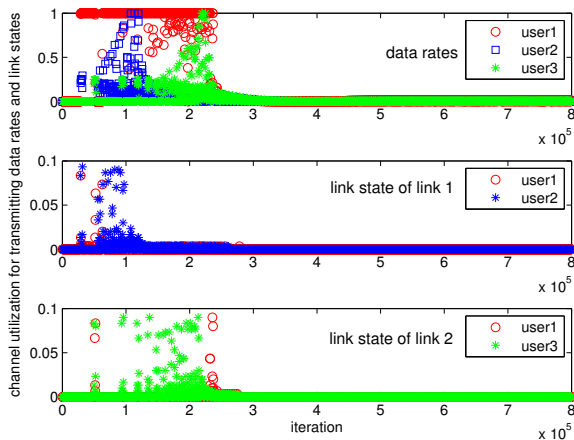 channel utilization for transmitting data rates and link states
1
0.5
0
data rates
user1
user2
user3
0 1 2 3 4 5 6 7 8
x 10^5
0.1
0.05
0
link state of link 1
user1
user2
0 1 2 3 4 5 6 7 8
x 10^5
0.1
0.05
0
link state of link 2
user1
user3
0 1 2 3 4 5 6 7 8
x 10^5
iteration